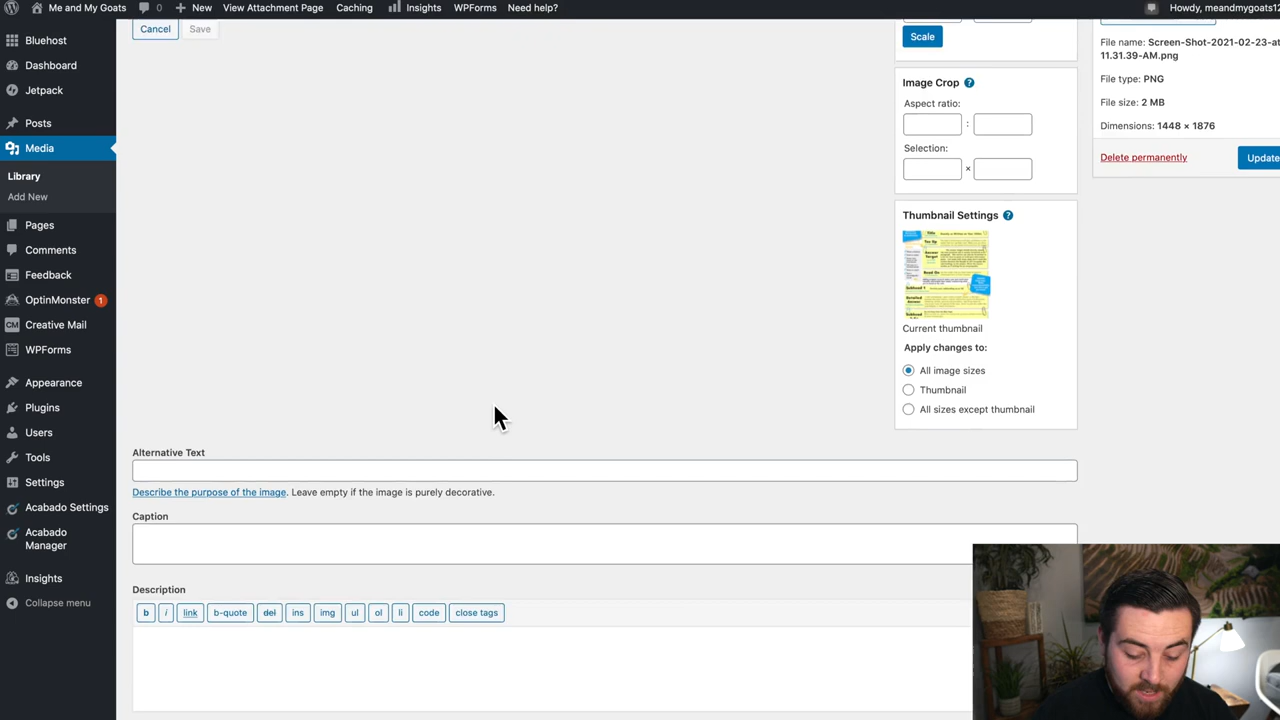 Me and My Goats
0
New
View Attachment Page
Caching
Insights
WPForms
Need help?
Howdy, meandmygoats12
Bluehost
Dashboard
Jetpack
Posts
Media
Library
Add New
Pages
Comments
Feedback
OptinMonster 1
CM Creative Mail
WPForms
Appearance
Plugins
Users
Tools
Settings
Acabado Settings
Acabado
Manager
Insights
Collapse menu
Cancel
Save
Scale
Image Crop ?
Aspect ratio:
:
Selection:
×
Thumbnail Settings ?
Current thumbnail
Apply changes to:
All image sizes
Thumbnail
All sizes except thumbnail
File name: Screen-Shot-2021-02-23-at
11.31.39-AM.png
File type: PNG
File size: 2 MB
Dimensions: 1448 × 1876
Delete permanently
Update
Alternative Text
Describe the purpose of the image. Leave empty if the image is purely decorative.
Caption
Description
b
i
link
b-quote
del
ins
img
ul
ol
li
code
close tags